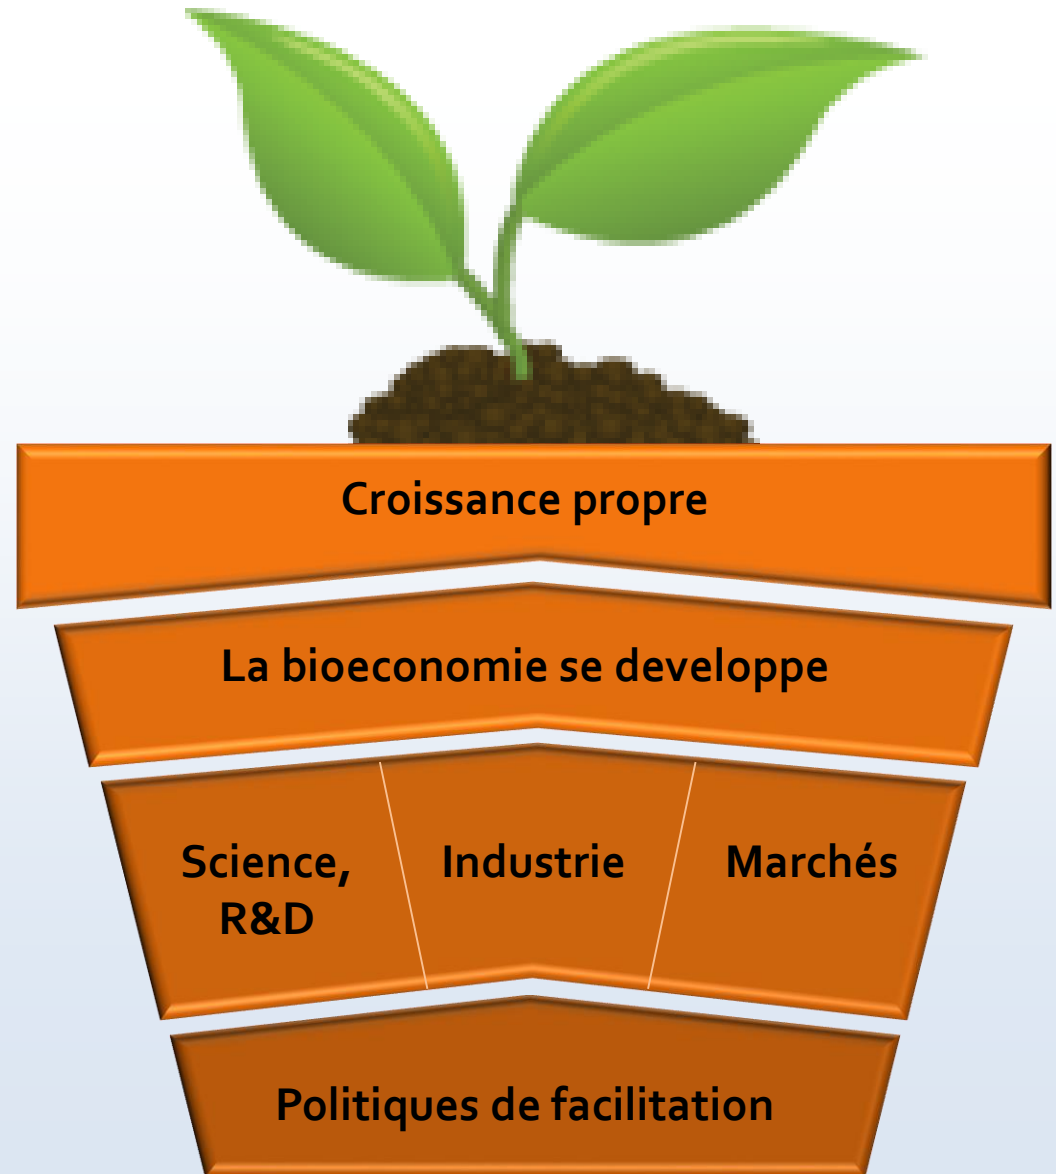 Croissance propre
La bioeconomie se developpe
Science,
R&D
Industrie
Marchés
Politiques de facilitation